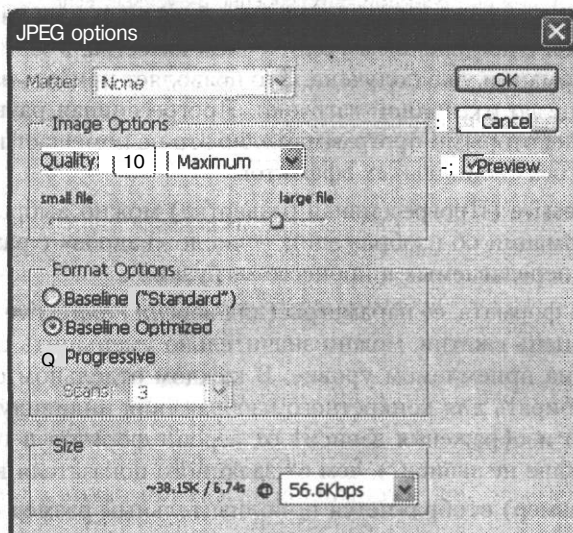 JPEG options
Matte: None
OK
Image Options
Cancel
Quality: 10 Maximum
Preview
small file large file
Format Options
Baseline ("Standard")
Baseline Optimized
Progressive
Scans: 3
Size
~38.15K / 6.74s 56.6Kbps